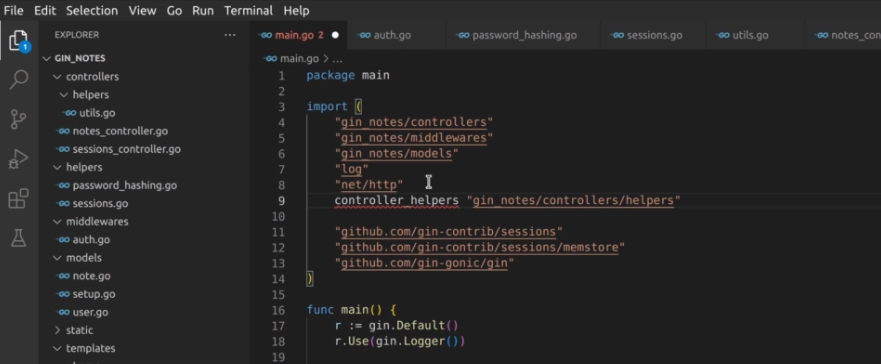 File Edit Selection View Go Run Terminal Help
EXPLORER ...
main.go 2 auth.go password_hashing.go sessions.go utils.go notes_con
1
GIN_NOTES
controllers
helpers
utils.go
notes_controller.go
sessions_controller.go
helpers
password_hashing.go
sessions.go
middlewares
auth.go
models
note.go
setup.go
user.go
static
templates
main.go > ...
1 package main
2
3 import (
4 "gin_notes/controllers"
5 "gin_notes/middlewares"
6 "gin_notes/models"
7 "log"
8 "net/http"
9 controller_helpers "gin_notes/controllers/helpers"
10
11 "github.com/gin-contrib/sessions"
12 "github.com/gin-contrib/sessions/memstore"
13 "github.com/gin-gonic/gin"
14 )
15
16 func main() {
17 r := gin.Default()
18 r.Use(gin.Logger())
19